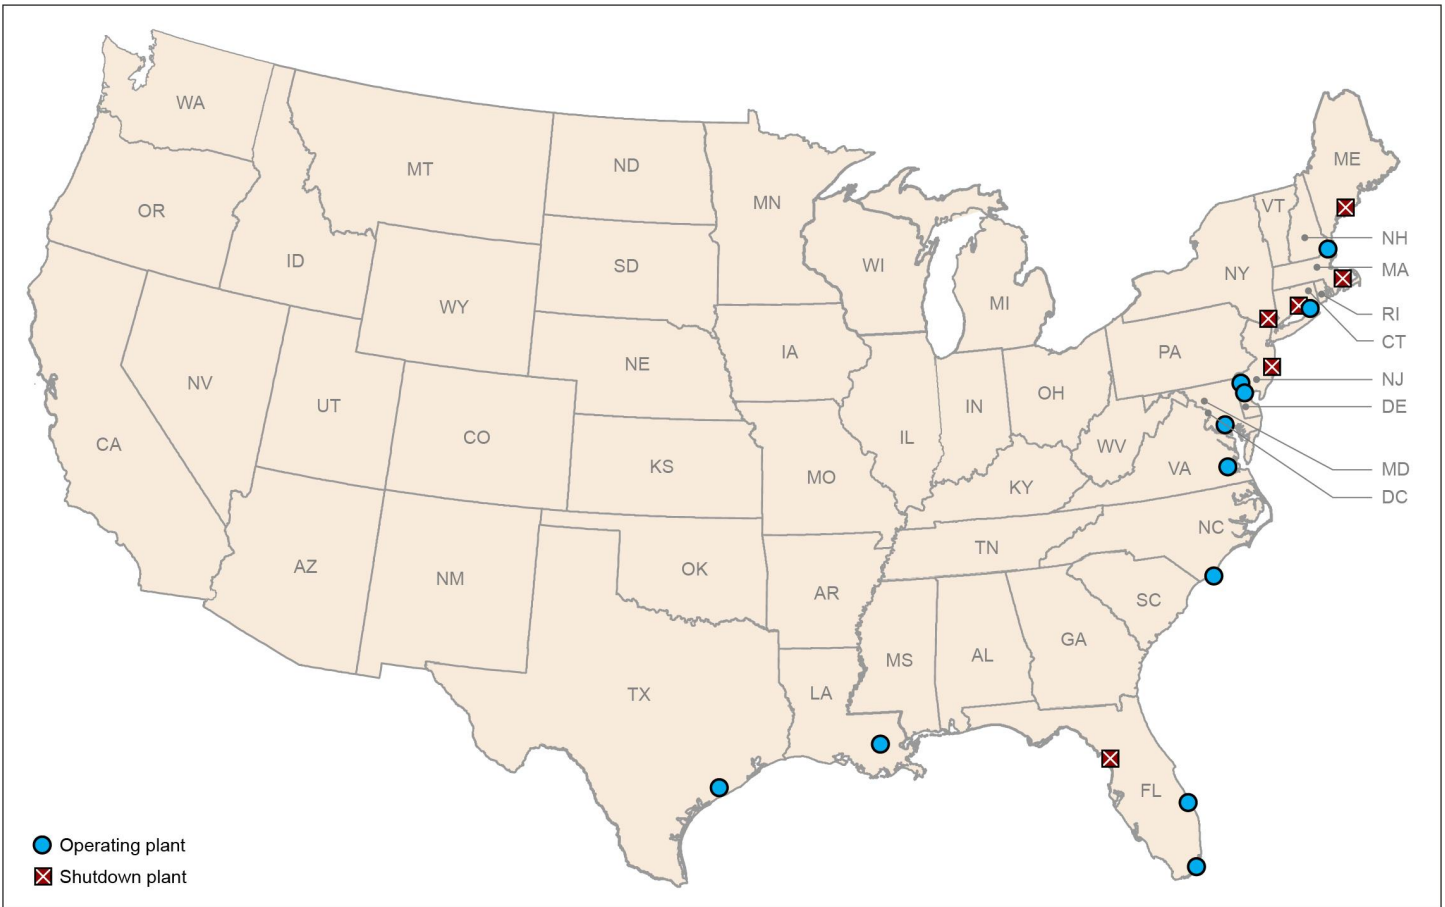 WA
MT
ND
MN
ME
OR
VT
NH
ID
SD
WI
NY
MA
WY
MI
RI
IA
CT
NE
PA
NV
NJ
UT
OH
IN
DE
CA
CO
IL
WV
KS
VA
MD
MO
KY
DC
NC
TN
AZ
OK
NM
AR
SC
GA
MS
AL
TX
LA
FL
Operating plant
Shutdown plant